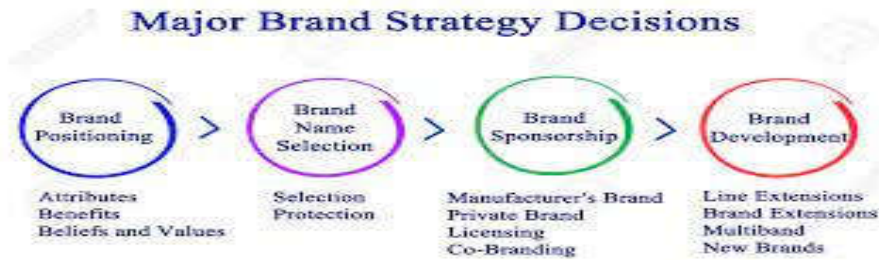 Major Brand Strategy Decisions
Brand
Positioning
>
Brand
Name
Selection
>
Brand
Sponsorship
>
Brand
Development
Attributes
Benefits
Beliefs and Values
Selection
Protection
Manufacturer's Brand
Private Brand
Licensing
Co-Branding
Line Extensions
Brand Extensions
Multiband
New Brands